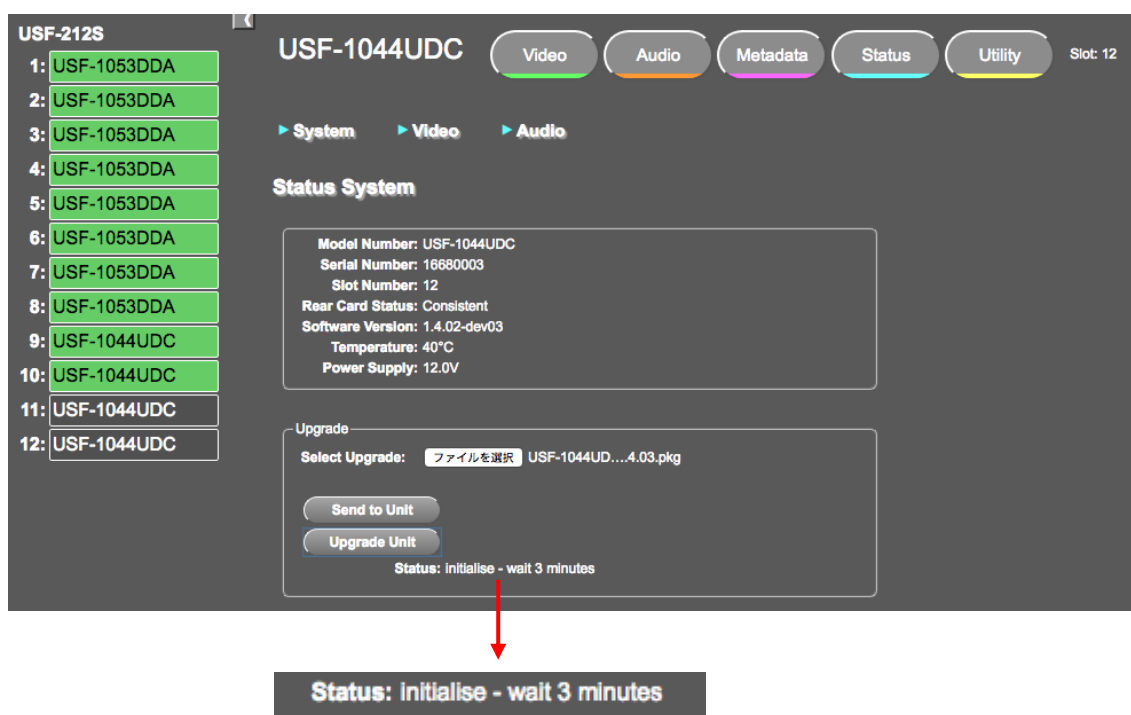 USF-212S
1: USF-1053DDA
2: USF-1053DDA
3: USF-1053DDA
4: USF-1053DDA
5: USF-1053DDA
6: USF-1053DDA
7: USF-1053DDA
8: USF-1053DDA
9: USF-1044UDC
10: USF-1044UDC
11: USF-1044UDC
12: USF-1044UDC
USF-1044UDC Video Audio Metadata Status Utility Slot: 12
System Video Audio
Status System
Model Number: USF-1044UDC
Serial Number: 16680003
Slot Number: 12
Rear Card Status: Consistent
Software Version: 1.4.02-dev03
Temperature: 40°C
Power Supply: 12.0V
Upgrade
Select Upgrade: ファイルを選択 USF-1044UD....4.03.pkg
Send to Unit
Upgrade Unit
Status: initialise - wait 3 minutes
Status: initialise - wait 3 minutes